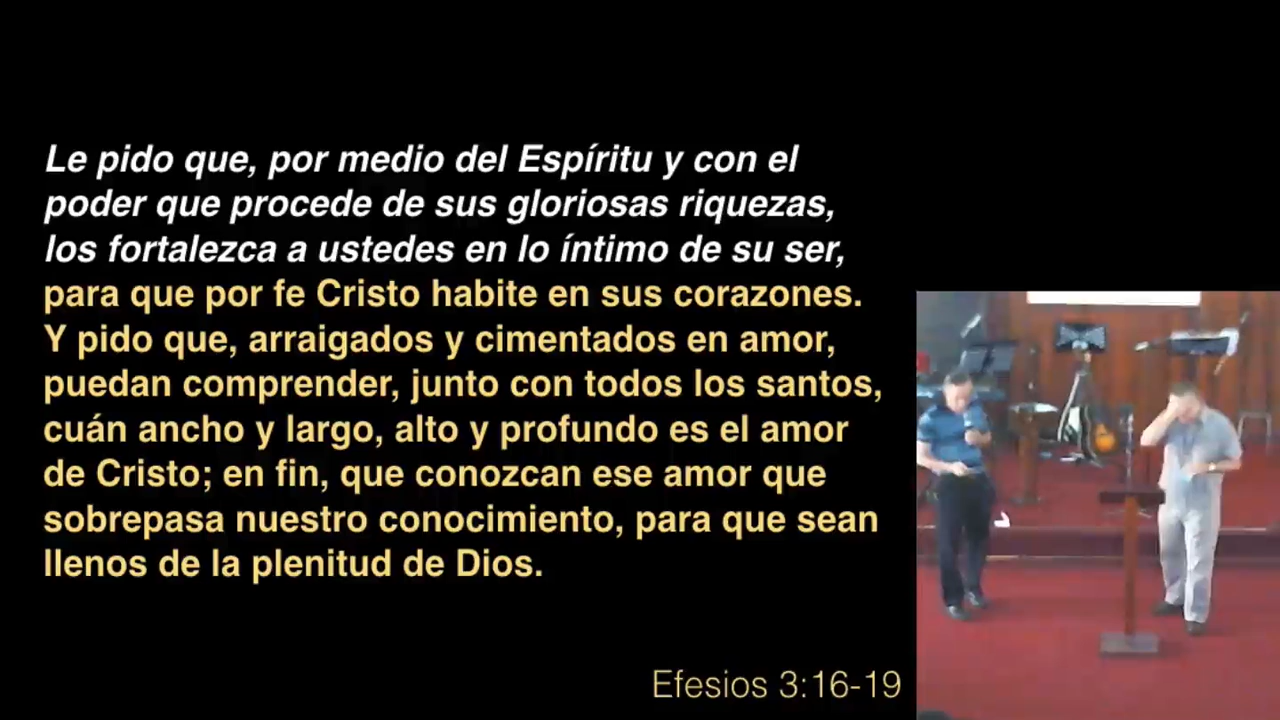 Le pido que, por medio del Espíritu y con el
poder que procede de sus gloriosas riquezas,
los fortalezca a ustedes en lo íntimo de su ser,
para que por fe Cristo habite en sus corazones.
Y pido que, arraigados y cimentados en amor,
puedan comprender, junto con todos los santos,
cuán ancho y largo, alto y profundo es el amor
de Cristo; en fin, que conozcan ese amor que
sobrepasa nuestro conocimiento, para que sean
llenos de la plenitud de Dios.
Efesios 3:16-19